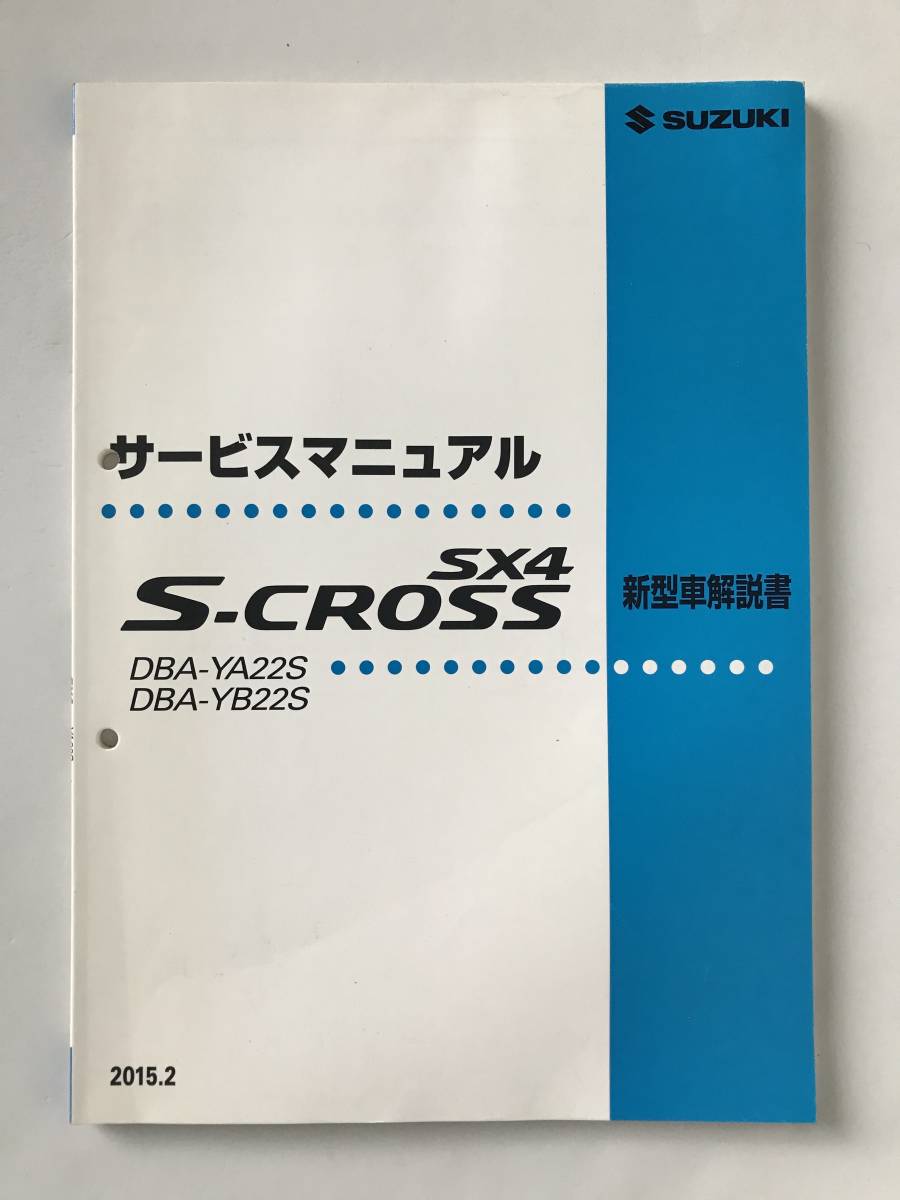 SUZUKI
サービスマニュアル
SX4
S-CROSS
新型車解説書
DBA-YA22S
DBA-YB22S
2015.2